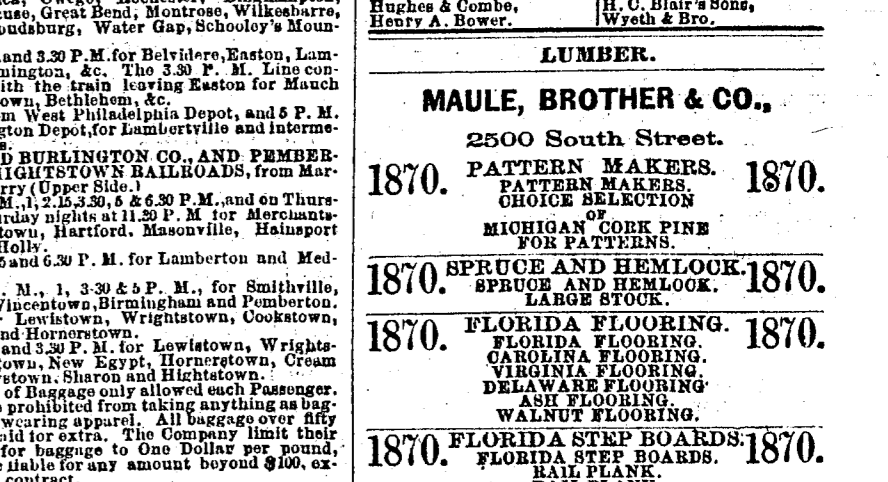 use, Great Bend, Montrose, Wilkesbarre,
oudsburg, Water Gap, Schooley's Moun-
and 3.30 P.M. for Belvidere, Easton, Lam-
mington, &c. The 3.30 P. M. Line con-
ith the train leaving Easton for Mauch
own, Bethlehem, &c.
m West Philadelphia Depot, and 5 P. M.
gton Depot, for Lambertville and interme-
s.
D BURLINGTON CO., AND PEMBER-
IGHTSTOWN RAILROADS, from Mar-
rry (Upper Side.)
M., 1, 2.15, 3.30, 5 & 6.30 P.M., and on Thurs-
urday nights at 11.30 P. M for Merchants-
town, Hartford, Masonville, Hainsport
Holly.
5 and 6.30 P. M. for Lumberton and Med-
. M., 1, 3-30 & 5 P. M., for Smithville,
Vincentown, Birmingham and Pemberton.
Lewistown, Wrightstown, Cookstown,
nd Hornerstown.
and 3.30 P. M. for Lewistown, Wrights-
town, New Egypt, Hornerstown, Cream
ystown, Sharon and Hightstown.
of Baggage only allowed each Passenger.
prohibited from taking anything as bag-
wearing apparel. All baggage over fifty
aid for extra. The Company limit their
for baggage to One Dollar per pound,
liable for any amount beyond $100, ex-
contract
Hughes & Combe,
Henry A. Bower.
H. C. Blair's Sons,
Wyeth & Bro.
LUMBER.
MAULE, BROTHER & CO.,
2500 South Street.
1870. PATTERN MAKERS. 1870.
PATTERN MAKERS.
CHOICE SELECTION
OF
MICHIGAN CORK PINE
FOR PATTERNS.
1870. SPRUCE AND HEMLOCK. 1870.
SPRUCE AND HEMLOCK.
LARGE STOCK.
1870. FLORIDA FLOORING. 1870.
FLORIDA FLOORING.
CAROLINA FLOORING.
VIRGINIA FLOORING.
DELAWARE FLOORING
ASH FLOORING.
WALNUT FLOORING.
1870. FLORIDA STEP BOARDS. 1870.
FLORIDA STEP BOARDS.
RAIL PLANK.
RAIL PLANK.